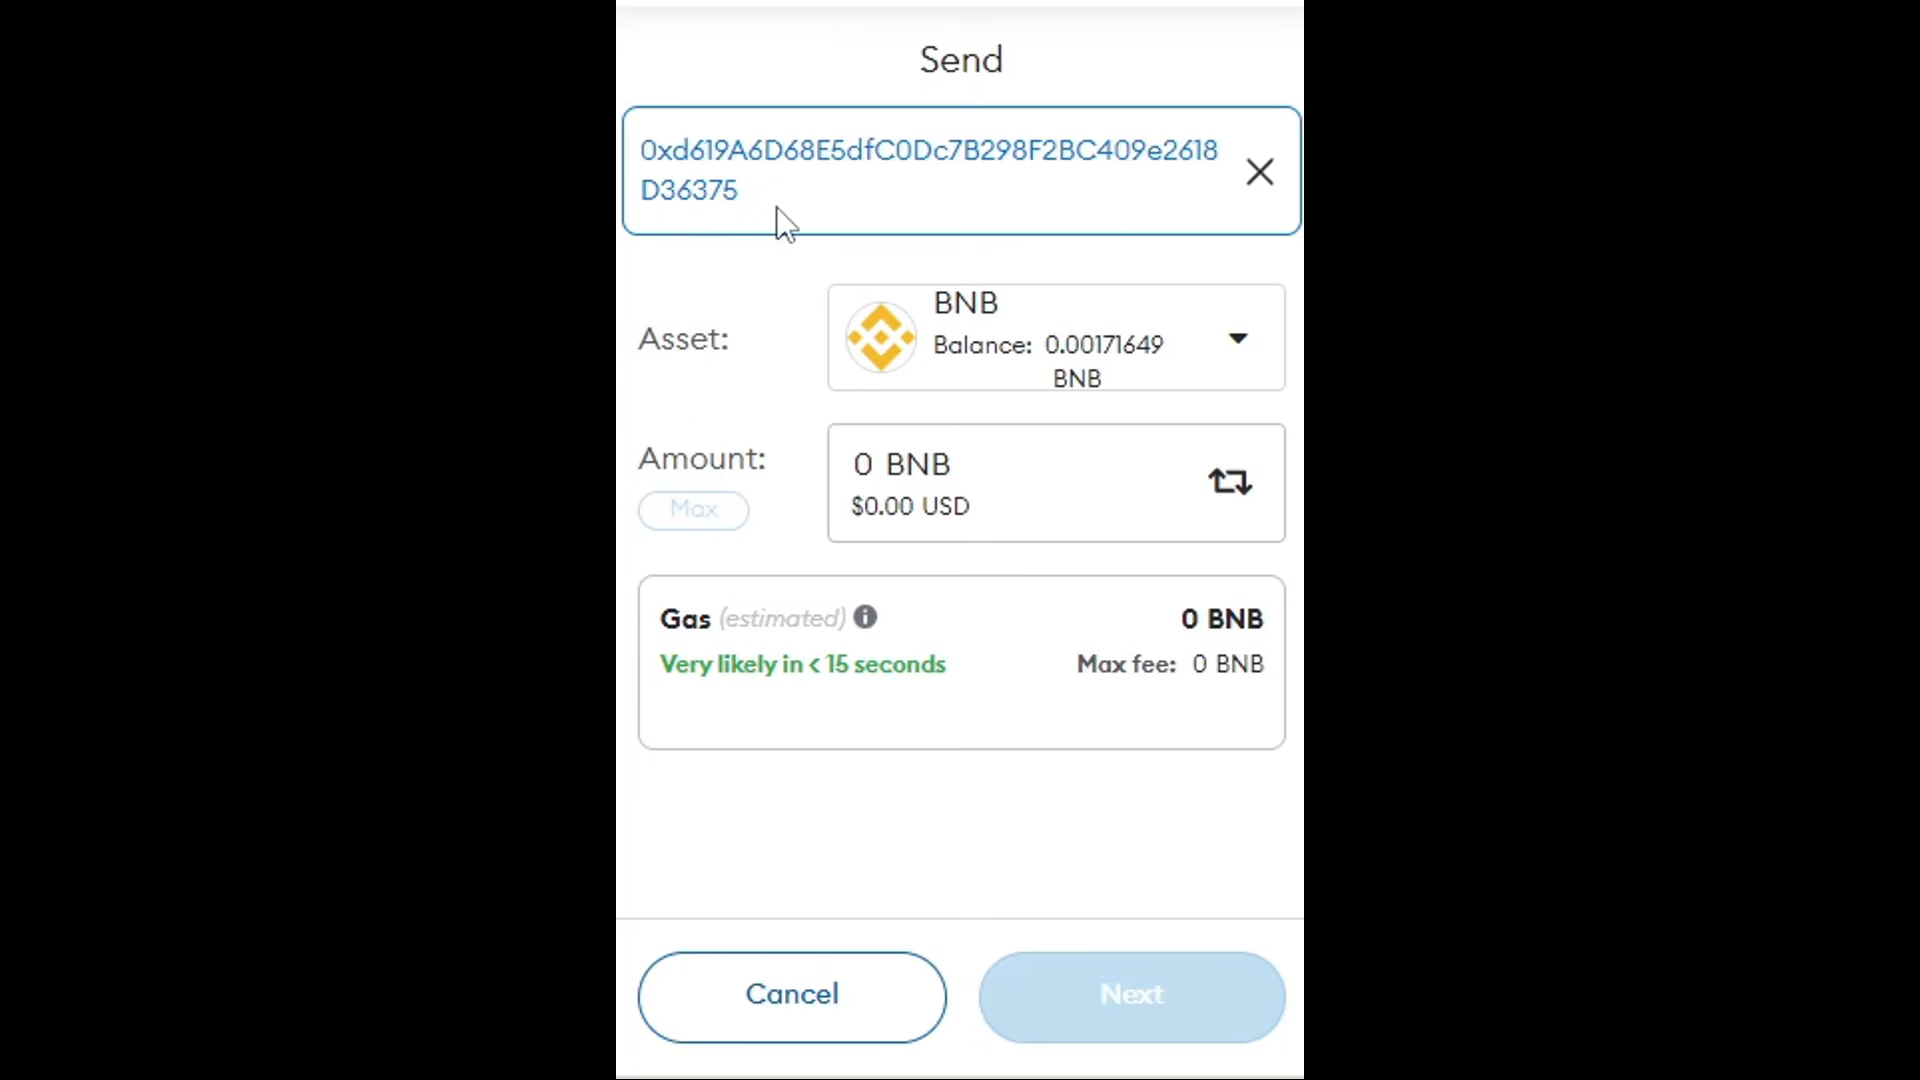 Send
0xd619A6D68E5dfC0Dc7B298F2BC409e2618
D36375
Asset:
BNB
Balance: 0.00171649
BNB
Amount:
Max
0 BNB
$0.00 USD
Gas (estimated) i
0 BNB
Very likely in < 15 seconds
Max fee: 0 BNB
Cancel
Next